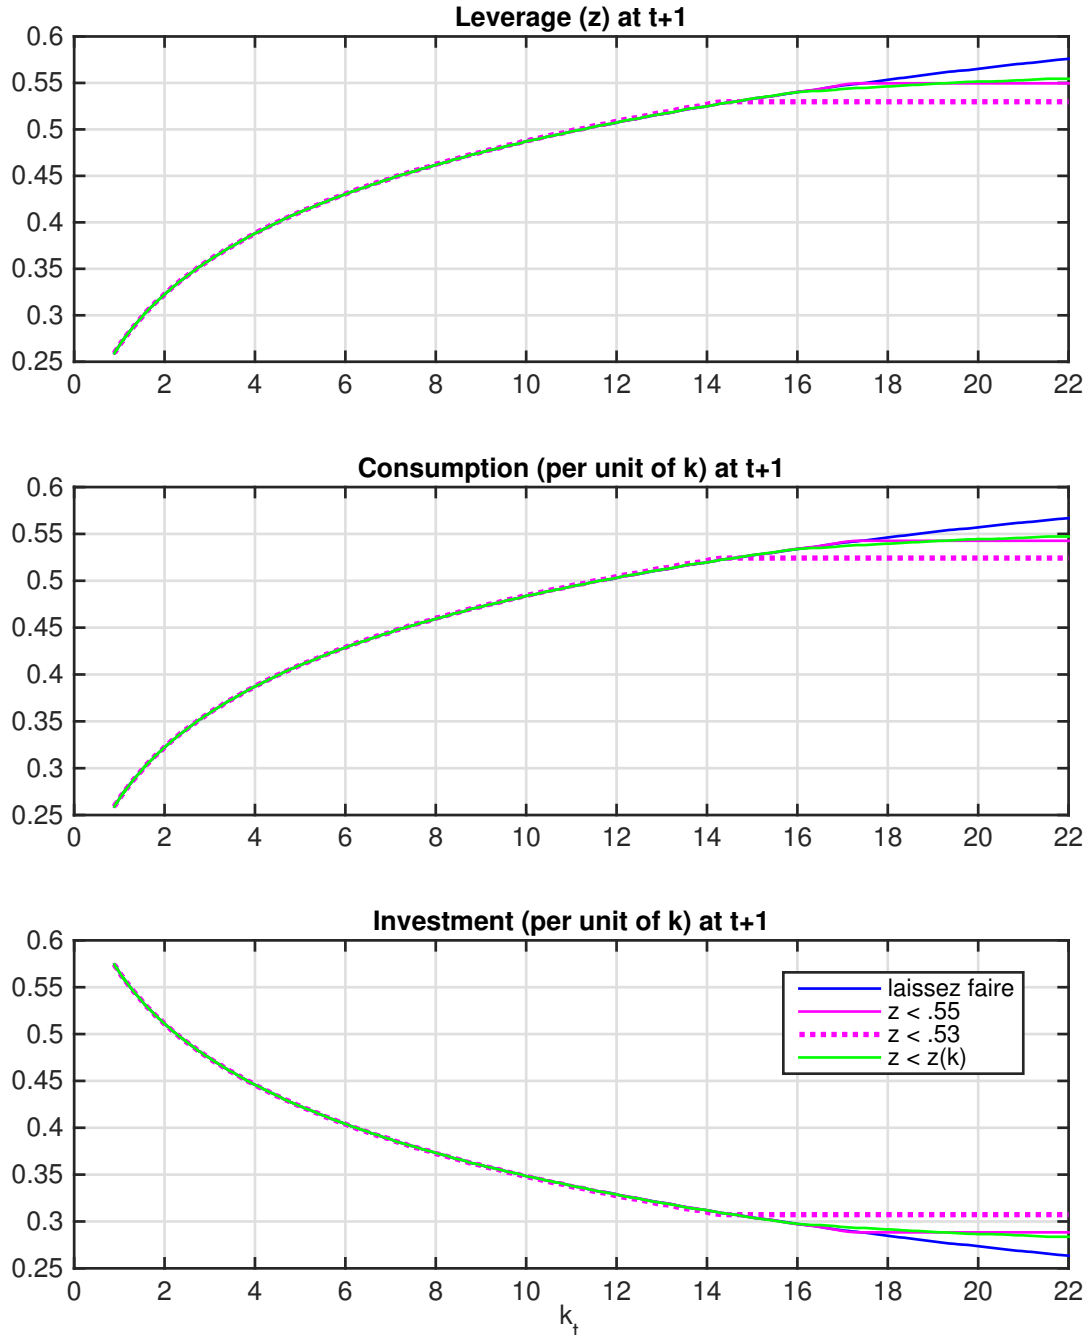 Leverage (z) at t+1
0.6
0.55
0.5
0.45
0.4
0.35
0.3
0.25
0 2 4 6 8 10 12 14 16 18 20 22
Consumption (per unit of k) at t+1
0.6
0.55
0.5
0.45
0.4
0.35
0.3
0.25
0 2 4 6 8 10 12 14 16 18 20 22
Investment (per unit of k) at t+1
0.6
0.55
0.5
0.45
0.4
0.35
0.3
0.25
laissez faire
z < .55
z < .53
z < z(k)
0 2 4 6 8 10 12 14 16 18 20 22
k_t